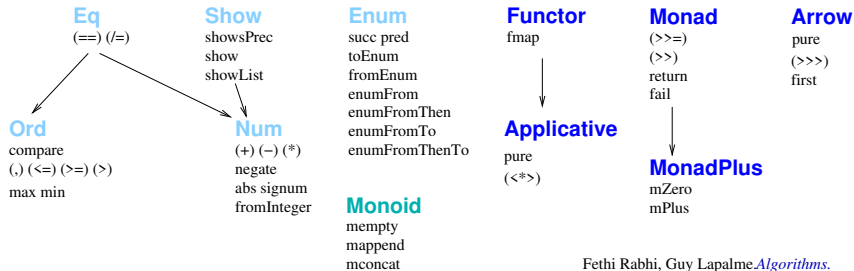 Eq
(==) (/=)
Show
showsPrec
show
showList
Enum
succ pred
toEnum
fromEnum
enumFrom
enumFromThen
enumFromTo
enumFromThenTo
Functor
fmap
Monad
(>>=)
(>>)
return
fail
Arrow
pure
(>>>)
first
Ord
compare
(,) (<=) (>=) (>)
max min
Num
(+) (−) (*)
negate
abs signum
fromInteger
Monoid
mempty
mappend
mconcat
Applicative
pure
(<*>)
MonadPlus
mZero
mPlus
Fethi Rabhi, Guy Lapalme.Algorithms.